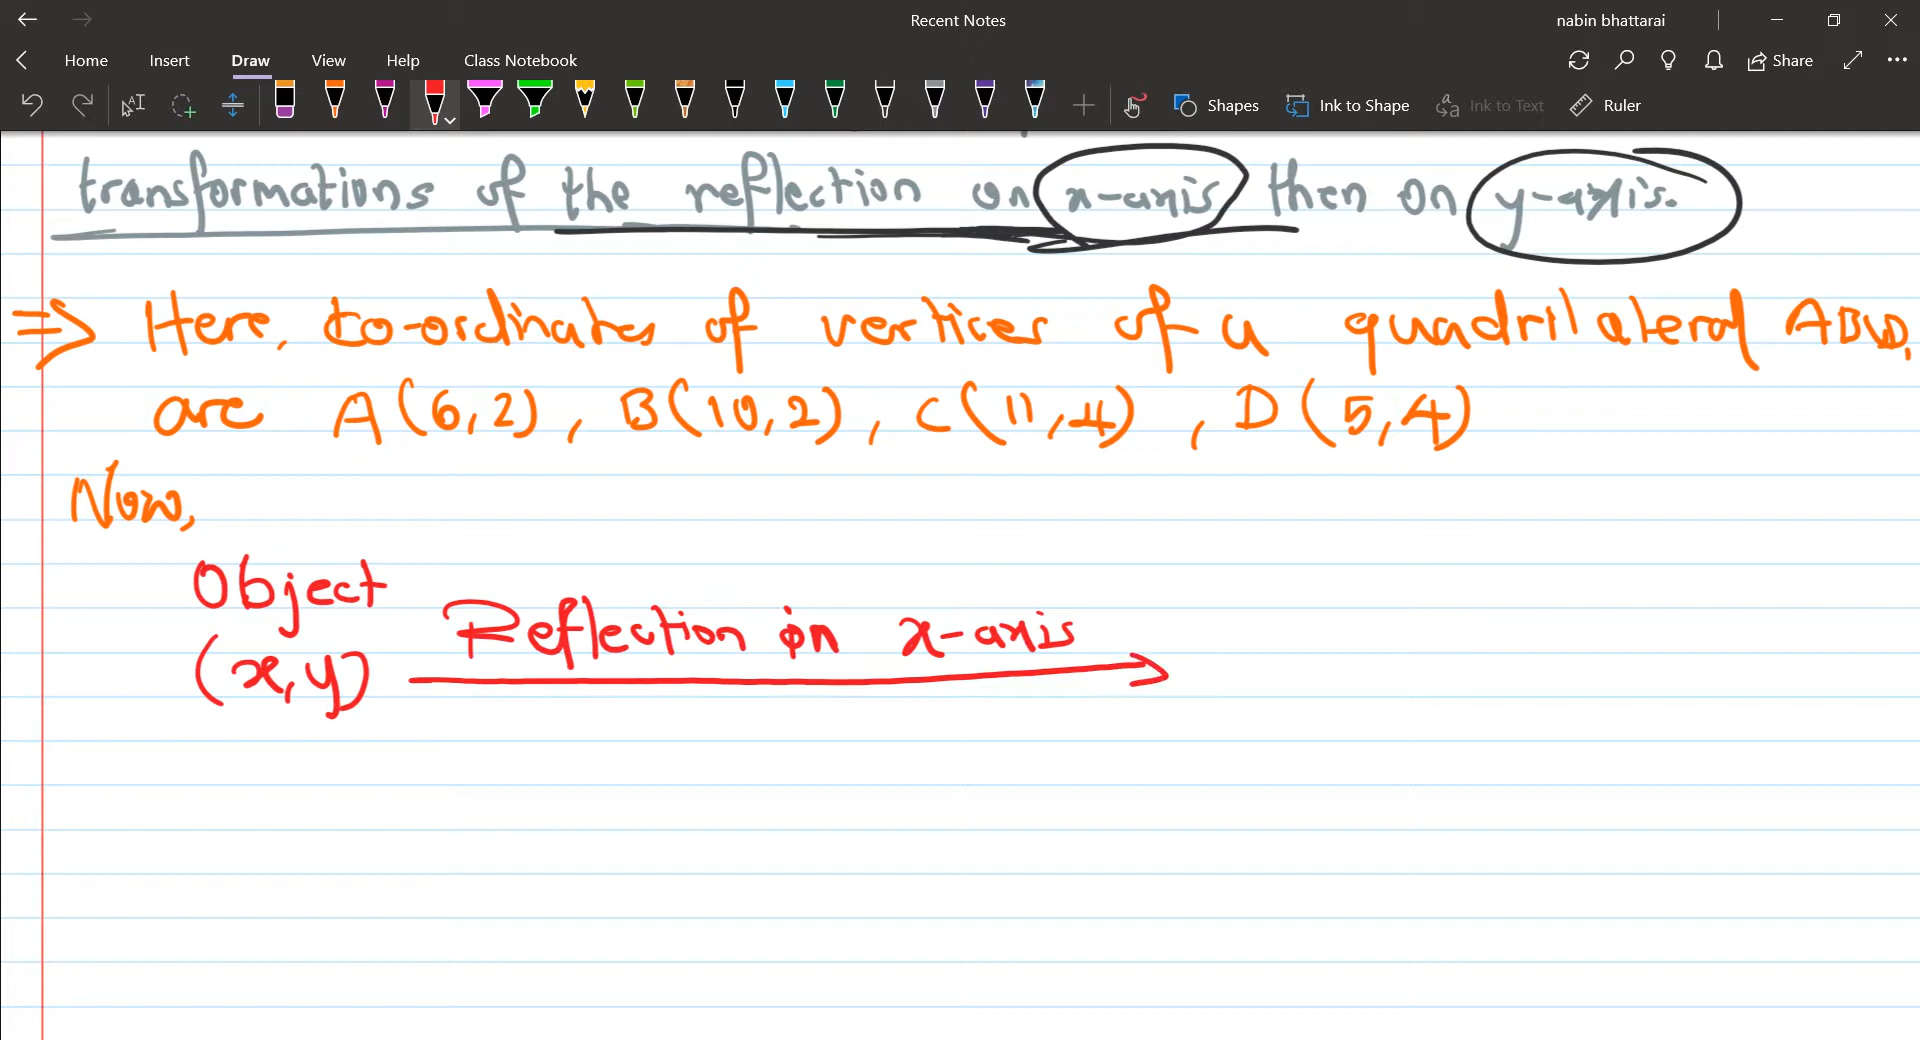 Recent Notes
nabin bhattarai
Home Insert Draw View Help Class Notebook
Share
Shapes Ink to Shape Ink to Text Ruler
transformations of the reflection on x-axis then on y-axis.
⇒ Here, co-ordinates of vertices of a quadrilateral ABCD,
are A(6,2), B(10,2), C(11,4), D(5,4)
Now,
Object
Reflection on x-axis
(x,y)